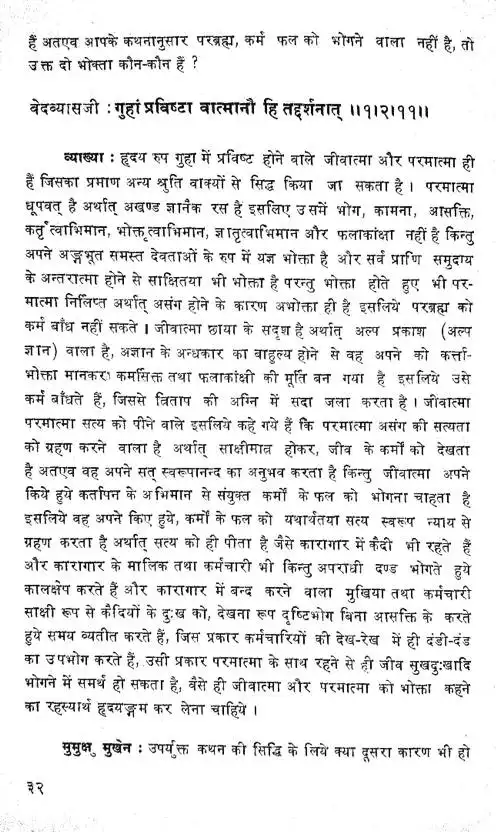 हैं अतएव आपके कथनानुसार परब्रह्म, कर्म फल को भोगने वाला नहीं है, तो
उक्त दो भोक्ता कौन-कौन हैं ?
वेदव्यासजी : गुहां प्रविष्टा वात्मानौ हि तद्दर्शनात् ॥१।२।११॥
व्याख्या : हृदय रुप गुहा में प्रविष्ट होने वाले जीवात्मा और परमात्मा ही
हैं जिसका प्रमाण अन्य श्रुति वाक्यों से सिद्ध किया जा सकता है । परमात्मा
धूपवत् है अर्थात् अखण्ड ज्ञानैक रस है इसलिए उसमें भोग, कामना, आसक्ति,
कर्तृत्वाभिमान, भोक्तृत्वाभिमान, ज्ञातृत्वाभिमान और फलाकांक्षा नहीं है किन्तु
अपने अङ्गभूत समस्त देवताओं के रुप में यज्ञ भोक्ता है और सर्व प्राणि समुदाय
के अन्तरात्मा होने से साक्षितया भी भोक्ता है परन्तु भोक्ता होते हुए भी पर-
मात्मा निर्लिप्त अर्थात् असंग होने के कारण अभोक्ता ही है इसलिये परब्रह्म को
कर्म बाँध नहीं सकते । जीवात्मा छाया के सदृश है अर्थात् अल्प प्रकाश (अल्प
ज्ञान) वाला है, अज्ञान के अन्धकार का वाहुल्य होने से वह अपने को कर्त्ता-
भोक्ता मानकर कर्मासक्ति तथा फलाकांक्षी की मूर्ति बन गया है इसलिये उसे
कर्म बाँधते हैं, जिससे त्रिताप की अग्नि में सदा जला करता है । जीवात्मा
परमात्मा सत्य को पीने वाले इसलिये कहे गये हैं कि परमात्मा असंग की सत्यता
को ग्रहण करने वाला है अर्थात् साक्षीमात्र होकर, जीव के कर्मों को देखता
है अतएव वह अपने सत् स्वरूपानन्द का अनुभव करता है किन्तु जीवात्मा अपने
किये हुये कर्तापन के अभिमान से संयुक्त कर्मों के फल को भोगना चाहता है
इसलिये वह अपने किए हुये, कर्मों के फल को यथार्थतया सत्य स्वरूप न्याय से
ग्रहण करता है अर्थात् सत्य को ही पीता है जैसे कारागार में कैदी भी रहते हैं
और कारागार के मालिक तथा कर्मचारी भी किन्तु अपराधी दण्ड भोगते हुये
कालक्षेप करते हैं और कारागार में बन्द करने वाला मुखिया तथा कर्मचारी
साक्षी रूप से कैदियों के दुःख को, देखना रूप दृष्टिभोग बिना आसक्ति के करते
हुये समय व्यतीत करते हैं, जिस प्रकार कर्मचारियों की देख-रेख में ही दंडी-दंड
का उपभोग करते हैं, उसी प्रकार परमात्मा के साथ रहने से ही जीव सुखदुःखादि
भोगने में समर्थ हो सकता है, वैसे ही जीवात्मा और परमात्मा को भोक्ता कहने
का रहस्यार्थ हृदयङ्गम कर लेना चाहिये ।
मुमुक्षु मुखेन : उपर्युक्त कथन की सिद्धि के लिये क्या दूसरा कारण भी हो
३२